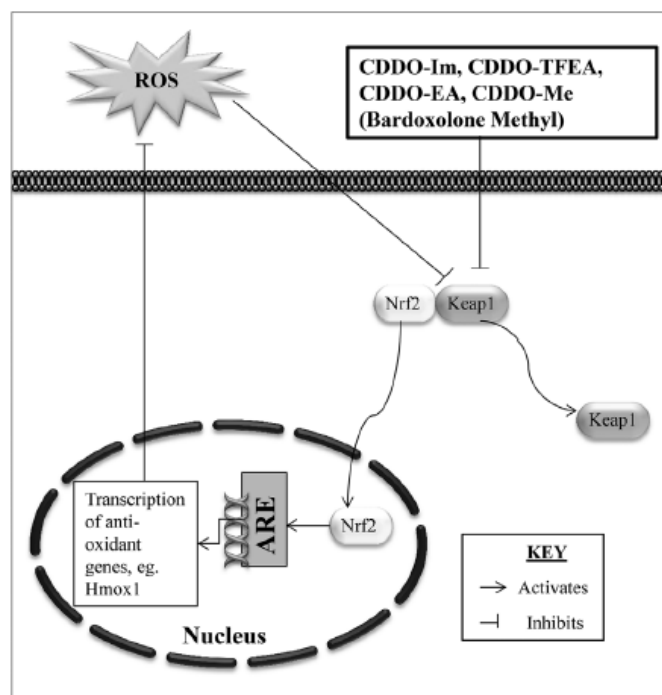 ROS
CDDO-Im, CDDO-TFEA,
CDDO-EA, CDDO-Me
(Bardoxolone Methyl)
Nrf2
Keap1
Keap1
Transcription
of anti-
oxidant
genes, eg.
Hmox1
ARE
Nrf2
Nucleus
KEY
Activates
Inhibits